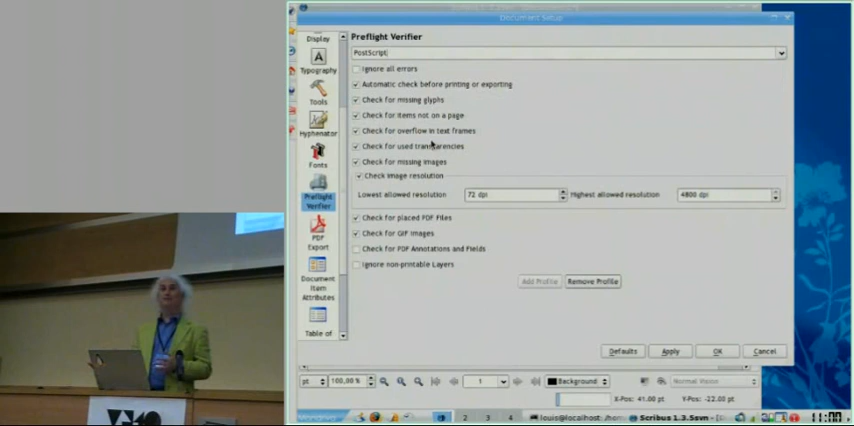 Document Setup
Display
Typography
Tools
Hyphenator
Fonts
Preflight
Verifier
PDF
Export
Document
Item
Attributes
Table of
Preflight Verifier
PostScript
Ignore all errors
Automatic check before printing or exporting
Check for missing glyphs
Check for items not on a page
Check for overflow in text frames
Check for used transparencies
Check for missing images
Check image resolution
Lowest allowed resolution 72 dpi Highest allowed resolution 4800 dpi
Check for placed PDF Files
Check for GIF images
Check for PDF Annotations and Fields
Ignore non-printable Layers
Add Profile Remove Profile
Defaults Apply OK Cancel
pt 100,00 % 1 Background Normal Vision
X-Pos: 41.00 pt Y-Pos: -22.00 pt
2 3 4 louis@localhost: /hom Scribus 1.3.5svn - [ 11:00